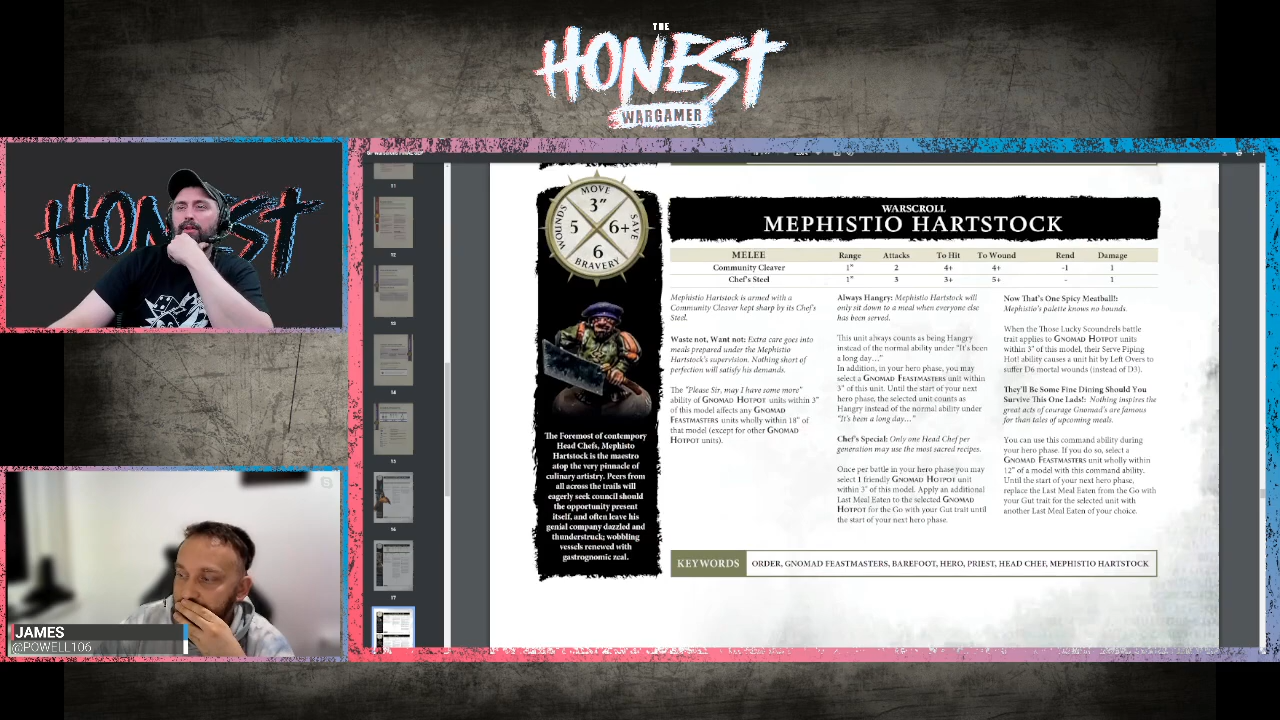 THE
HONEST
WARGAMER
HONEST
JAMES
@POWELL106
11
12
13
14
15
16
17
MOVE
3"
WOUNDS
5
6+
SAVE
6
BRAVERY
The Foremost of contempory
Head Chefs, Mephisto
Hartstock is the maestro
atop the very pinnacle of
culinary artistry. Peers from
all across the trails will
eagerly seek council should
the opportunity present
itself, and often leave his
genial company dazzled and
thunderstruck; wobbling
vessels renewed with
gastrognomic zeal.
WARSCROLL
MEPHISTIO HARTSTOCK
MELEE Range Attacks To Hit To Wound Rend Damage
Community Cleaver 1" 2 4+ 4+ -1 1
Chef's Steel 1" 3 3+ 5+ - 1
Mephistio Hartstock is armed with a
Community Cleaver kept sharp by its Chef's
Steel.
Waste not, Want not: Extra care goes into
meals prepared under the Mephistio
Hartstock's supervision. Nothing short of
perfection will satisfy his demands.
The "Please Sir, may I have some more"
ability of GNOMAD HOTPOT units within 3"
of this model affects any GNOMAD
FEASTMASTERS units wholly within 18" of
that model (except for other GNOMAD
HOTPOT units).
Always Hangry: Mephistio Hartstock will
only sit down to a meal when everyone else
has been served.
This unit always counts as being Hangry
instead of the normal ability under "It's been
a long day…"
In addition, in your hero phase, you may
select a GNOMAD FEASTMASTERS unit within
3" of this unit. Until the start of your next
hero phase, the selected unit counts as
Hangry instead of the normal ability under
"It's been a long day…"
Chef's Special: Only one Head Chef per
generation may use the most sacred recipes.
Once per battle in your hero phase you may
select 1 friendly GNOMAD HOTPOT unit
within 3" of this model. Apply an additional
Last Meal Eaten to the selected GNOMAD
HOTPOT for the Go with your Gut trait until
the start of your next hero phase.
Now That's One Spicy Meatball!:
Mephistio's palette knows no bounds.
When the Those Lucky Scoundrels battle
trait applies to GNOMAD HOTPOT units
within 3" of this model, their Serve Piping
Hot! ability causes a unit hit by Left Overs to
suffer D6 mortal wounds (instead of D3).
They'll Be Some Fine Dining Should You
Survive This One Lads!: Nothing inspires the
great acts of courage Gnomad's are famous
for than tales of upcoming meals.
You can use this command ability during
your hero phase. If you do so, select a
GNOMAD FEASTMASTERS unit wholly within
12" of a model with this command ability.
Until the start of your next hero phase,
replace the Last Meal Eaten from the Go with
your Gut trait for the selected unit with
another Last Meal Eaten of your choice.
KEYWORDS ORDER, GNOMAD FEASTMASTERS, BAREFOOT, HERO, PRIEST, HEAD CHEF, MEPHISTIO HARTSTOCK